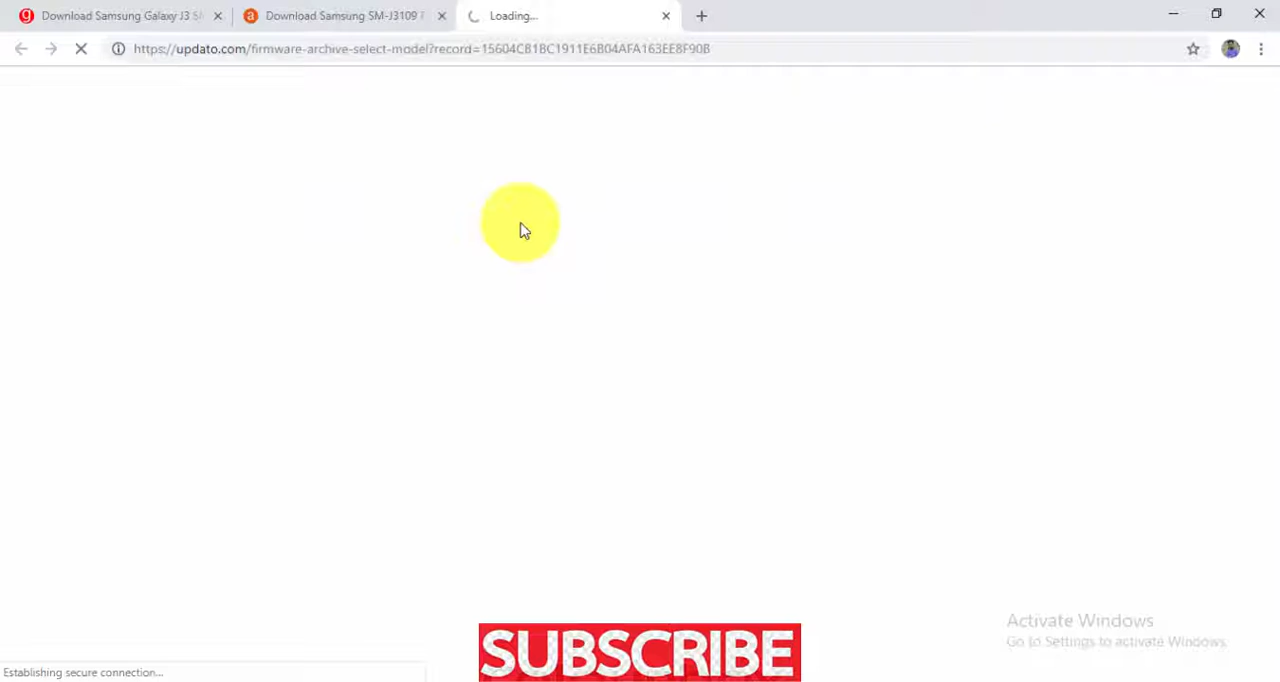 Download Samsung Galaxy J3 S
Download Samsung SM-J3109
Loading...
https://updato.com/firmware-archive-select-model?record=15604CB1BC1911E6B04AFA163EE8F90B
Activate Windows
Go to Settings to activate Windows.
SUBSCRIBE
Establishing secure connection...